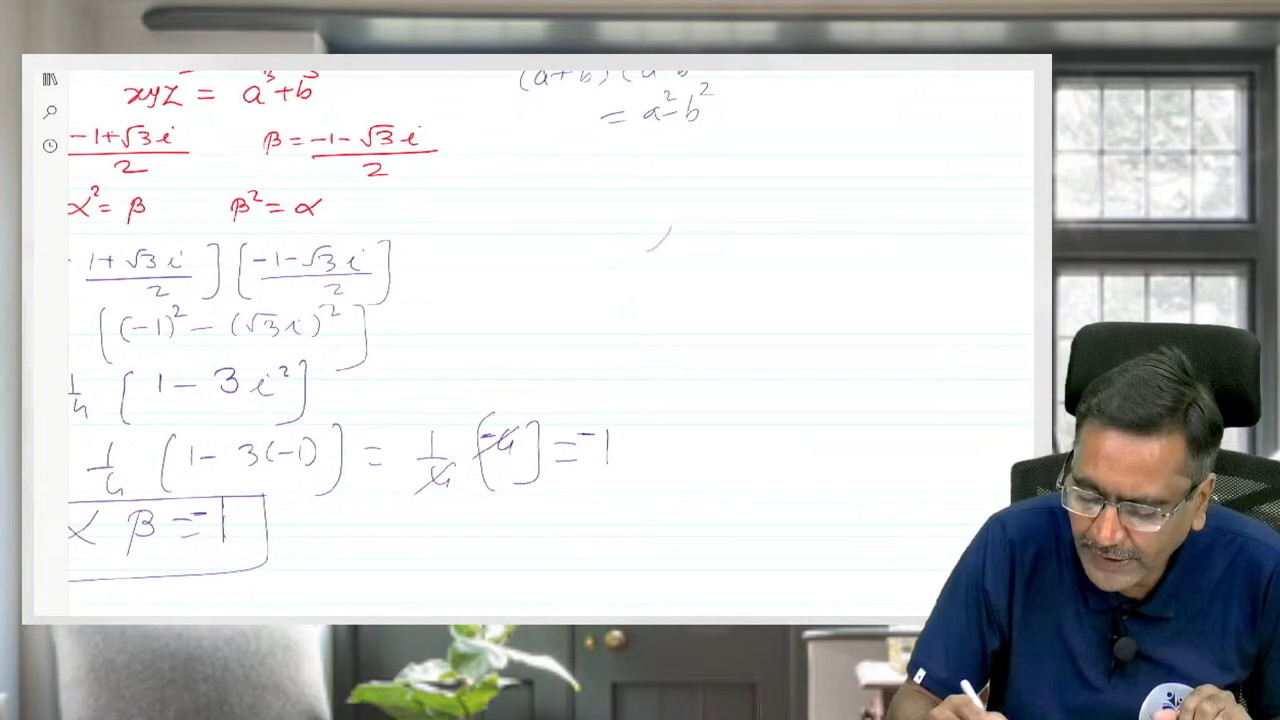 xyz = a³+b³
(a+b)(a-b
= a²-b²
-1+√3i / 2 β = -1-√3i / 2
α² = β β² = α
1+√3i / 2 ] [ -1-√3i / 2 ]
[(-1)² - (√3i)²]
1/4 [1 - 3i²]
1/4 [1 - 3(-1)] = 1/4 [-4] = -1
α β = -1